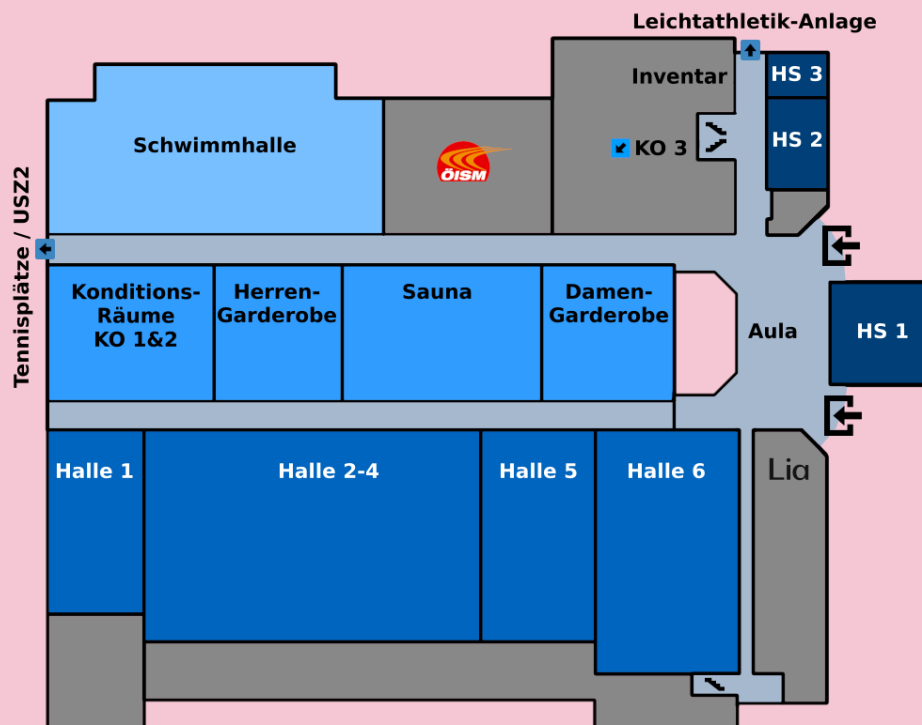 Leichtathletik-Anlage
Inventar
HS 3
HS 2
KO 3
Schwimmhalle
ÖISM
Tennisplätze / USZ2
Konditions-
Räume
KO 1&2
Herren-
Garderobe
Sauna
Damen-
Garderobe
Aula
HS 1
Halle 1
Halle 2-4
Halle 5
Halle 6
Lia